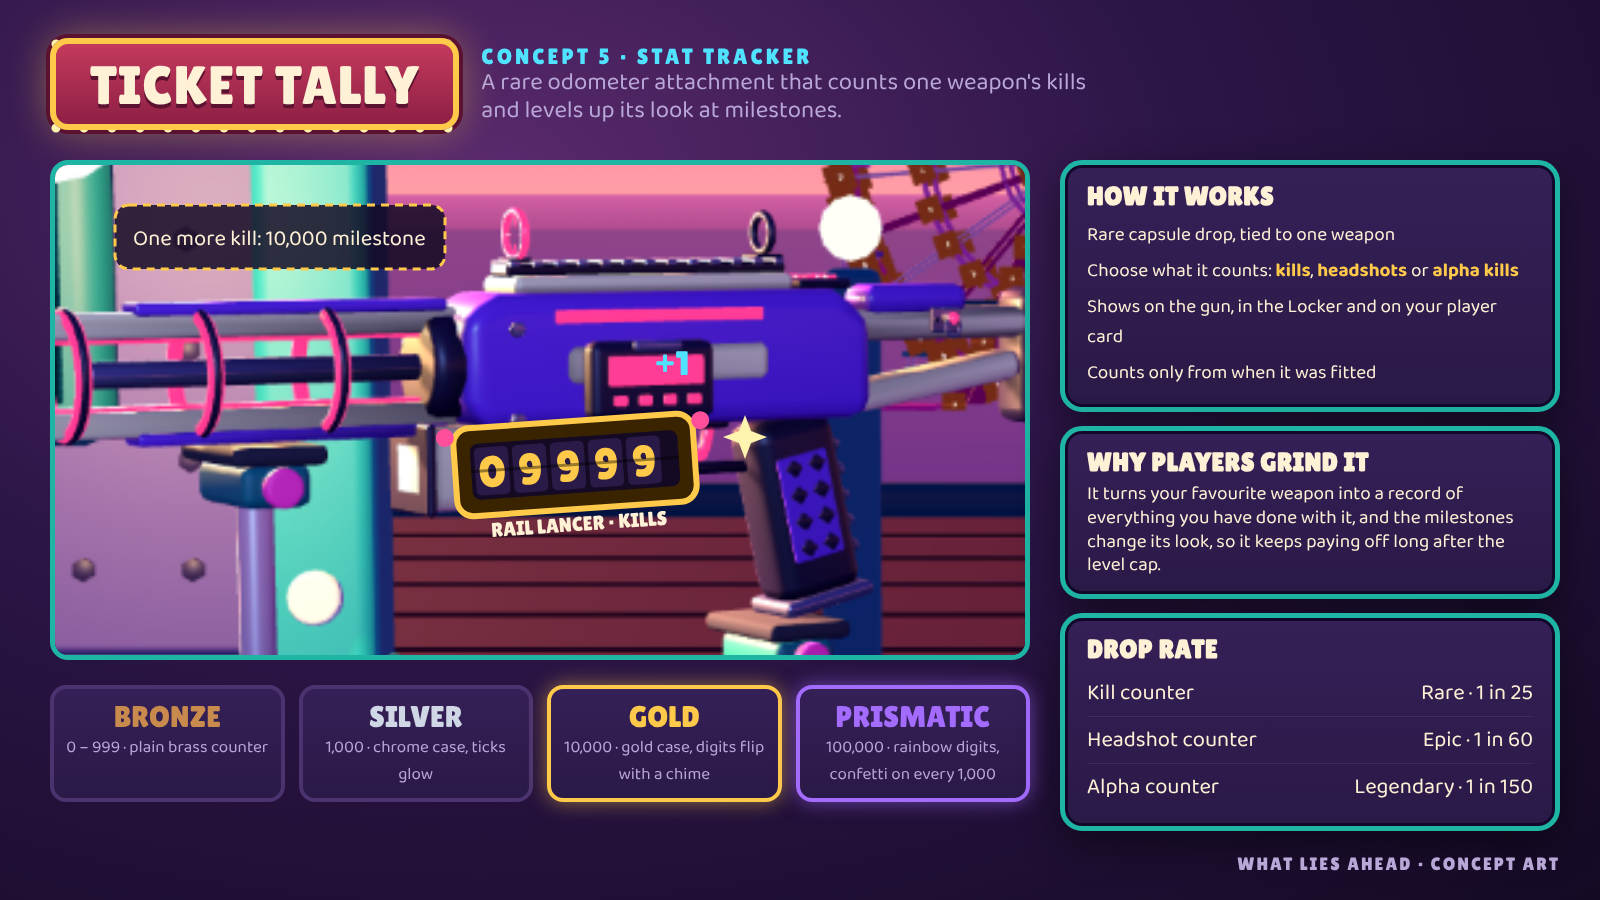 TICKET TALLY
CONCEPT 5 · STAT TRACKER
A rare odometer attachment that counts one weapon's kills
and levels up its look at milestones.
One more kill: 10,000 milestone
+1
09999
RAIL LANCER · KILLS
BRONZE
0 – 999 · plain brass counter
SILVER
1,000 · chrome case, ticks
glow
GOLD
10,000 · gold case, digits flip
with a chime
PRISMATIC
100,000 · rainbow digits,
confetti on every 1,000
HOW IT WORKS
Rare capsule drop, tied to one weapon
Choose what it counts: kills, headshots or alpha kills
Shows on the gun, in the Locker and on your player
card
Counts only from when it was fitted
WHY PLAYERS GRIND IT
It turns your favourite weapon into a record of
everything you have done with it, and the milestones
change its look, so it keeps paying off long after the
level cap.
DROP RATE
Kill counter Rare · 1 in 25
Headshot counter Epic · 1 in 60
Alpha counter Legendary · 1 in 150
WHAT LIES AHEAD · CONCEPT ART